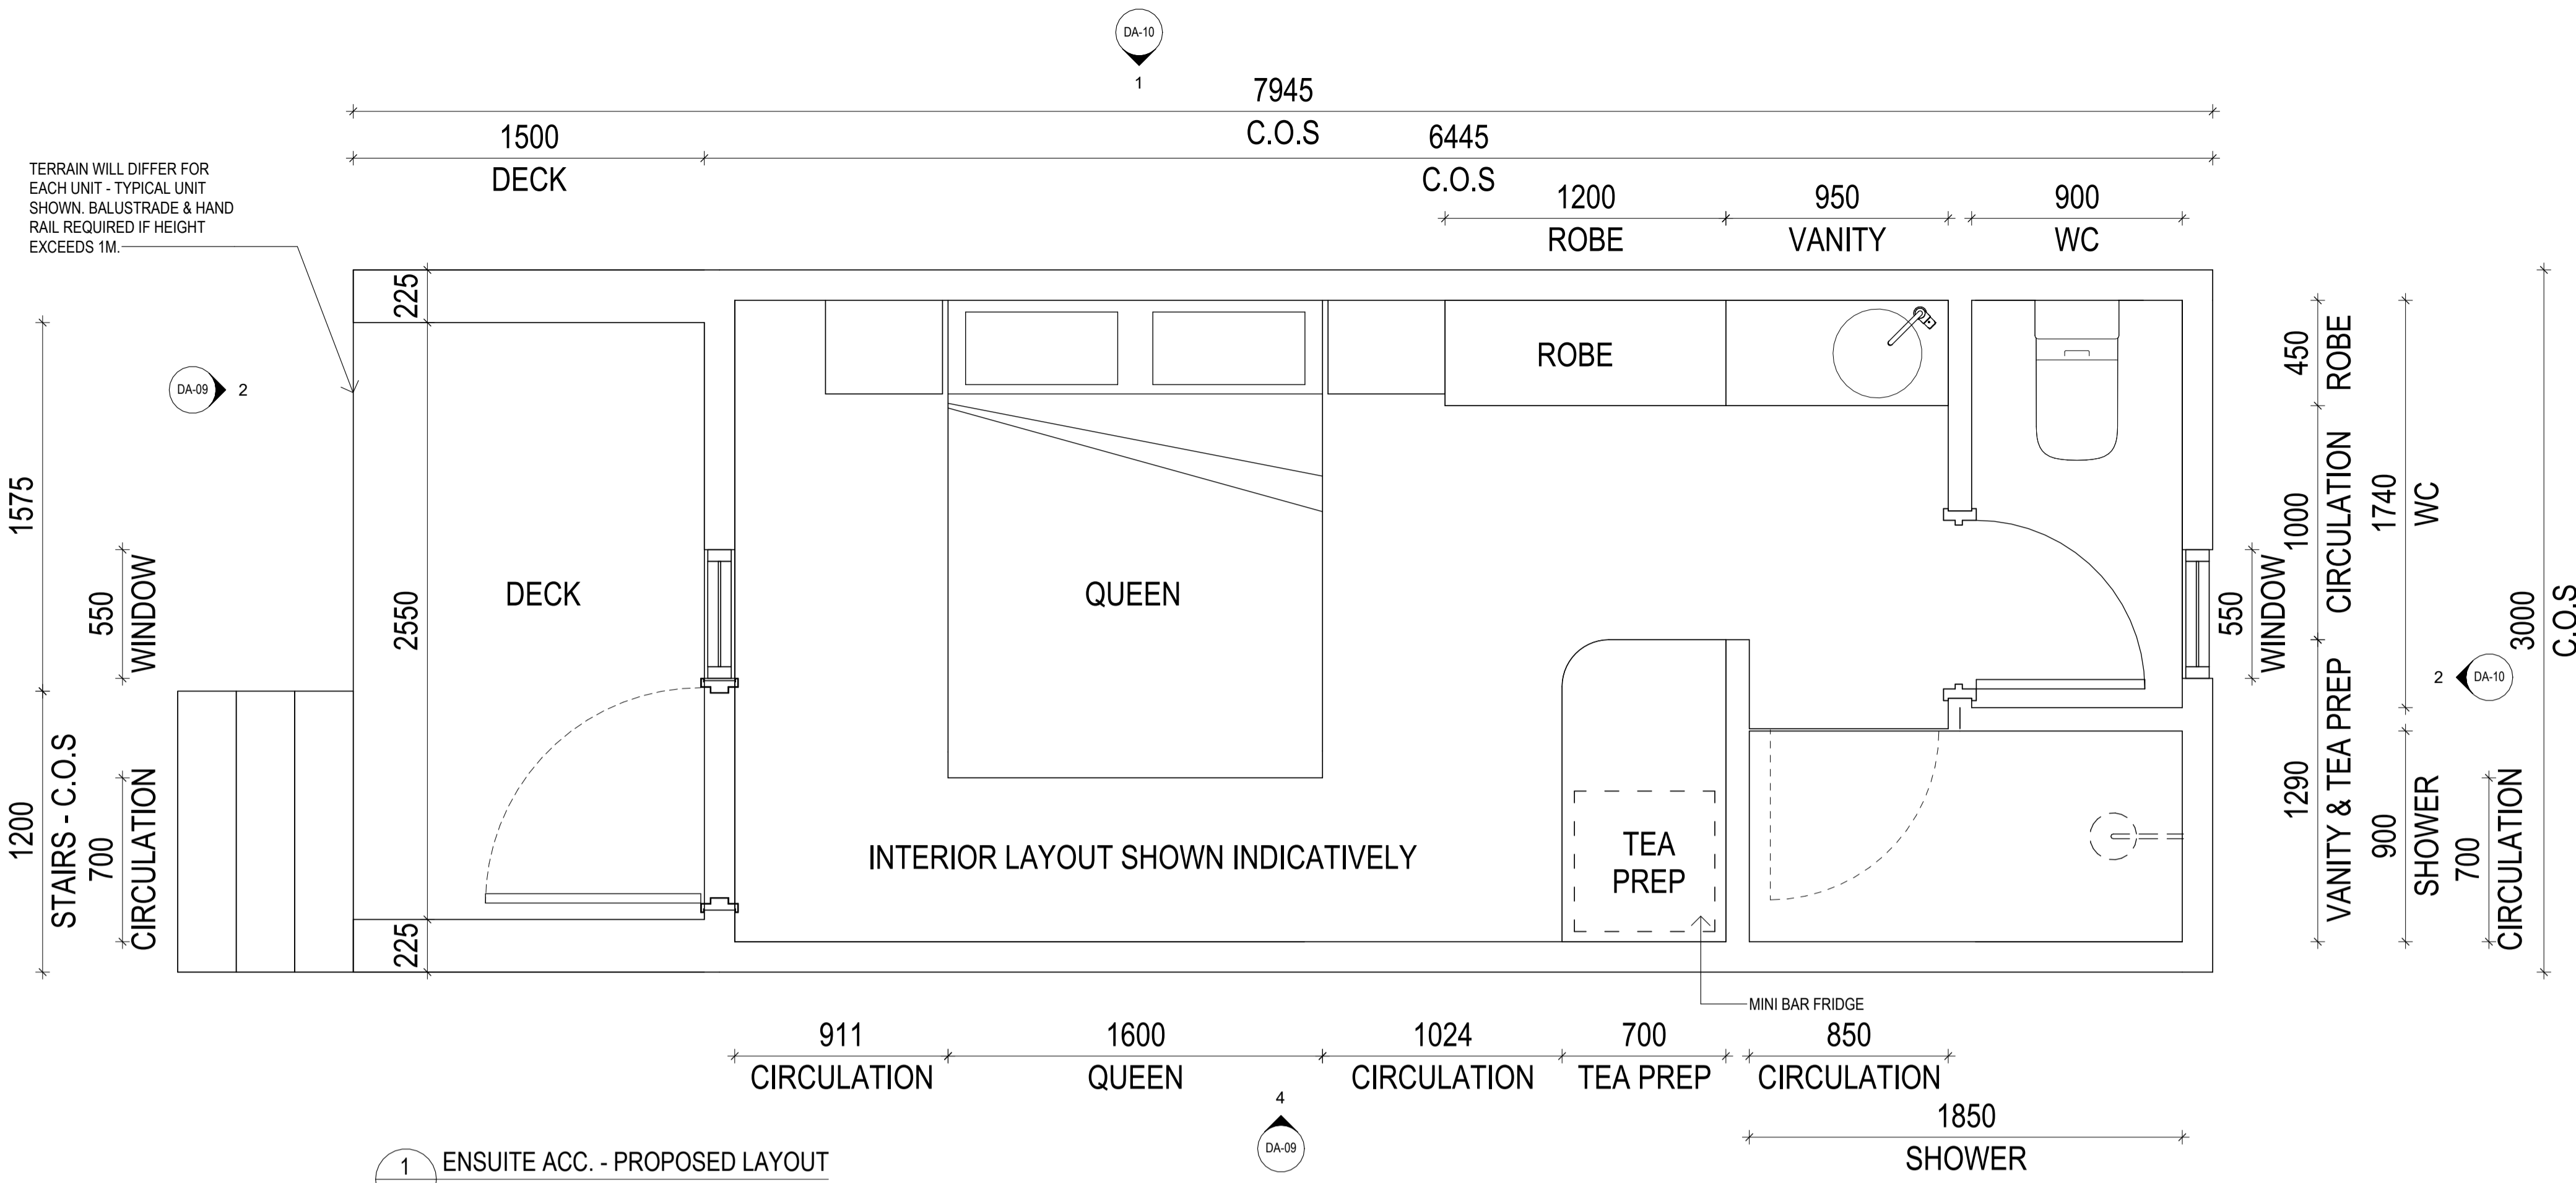 DA-10
1
7945
C.O.S
1500
DECK
6445
C.O.S
TERRAIN WILL DIFFER FOR
EACH UNIT - TYPICAL UNIT
SHOWN. BALUSTRADE & HAND
RAIL REQUIRED IF HEIGHT
EXCEEDS 1M.
1200
ROBE
950
VANITY
900
WC
225
2550
225
DA-09
2
1575
550
WINDOW
1200
STAIRS - C.O.S
700
CIRCULATION
DECK
QUEEN
ROBE
INTERIOR LAYOUT SHOWN INDICATIVELY
TEA
PREP
MINI BAR FRIDGE
550
WINDOW
450
ROBE
1000
CIRCULATION
1290
VANITY & TEA PREP
1740
WC
900
SHOWER
700
CIRCULATION
3000
C.O.S
2
DA-10
911
CIRCULATION
1600
QUEEN
1024
CIRCULATION
700
TEA PREP
850
CIRCULATION
1850
SHOWER
4
DA-09
1
ENSUITE ACC. - PROPOSED LAYOUT